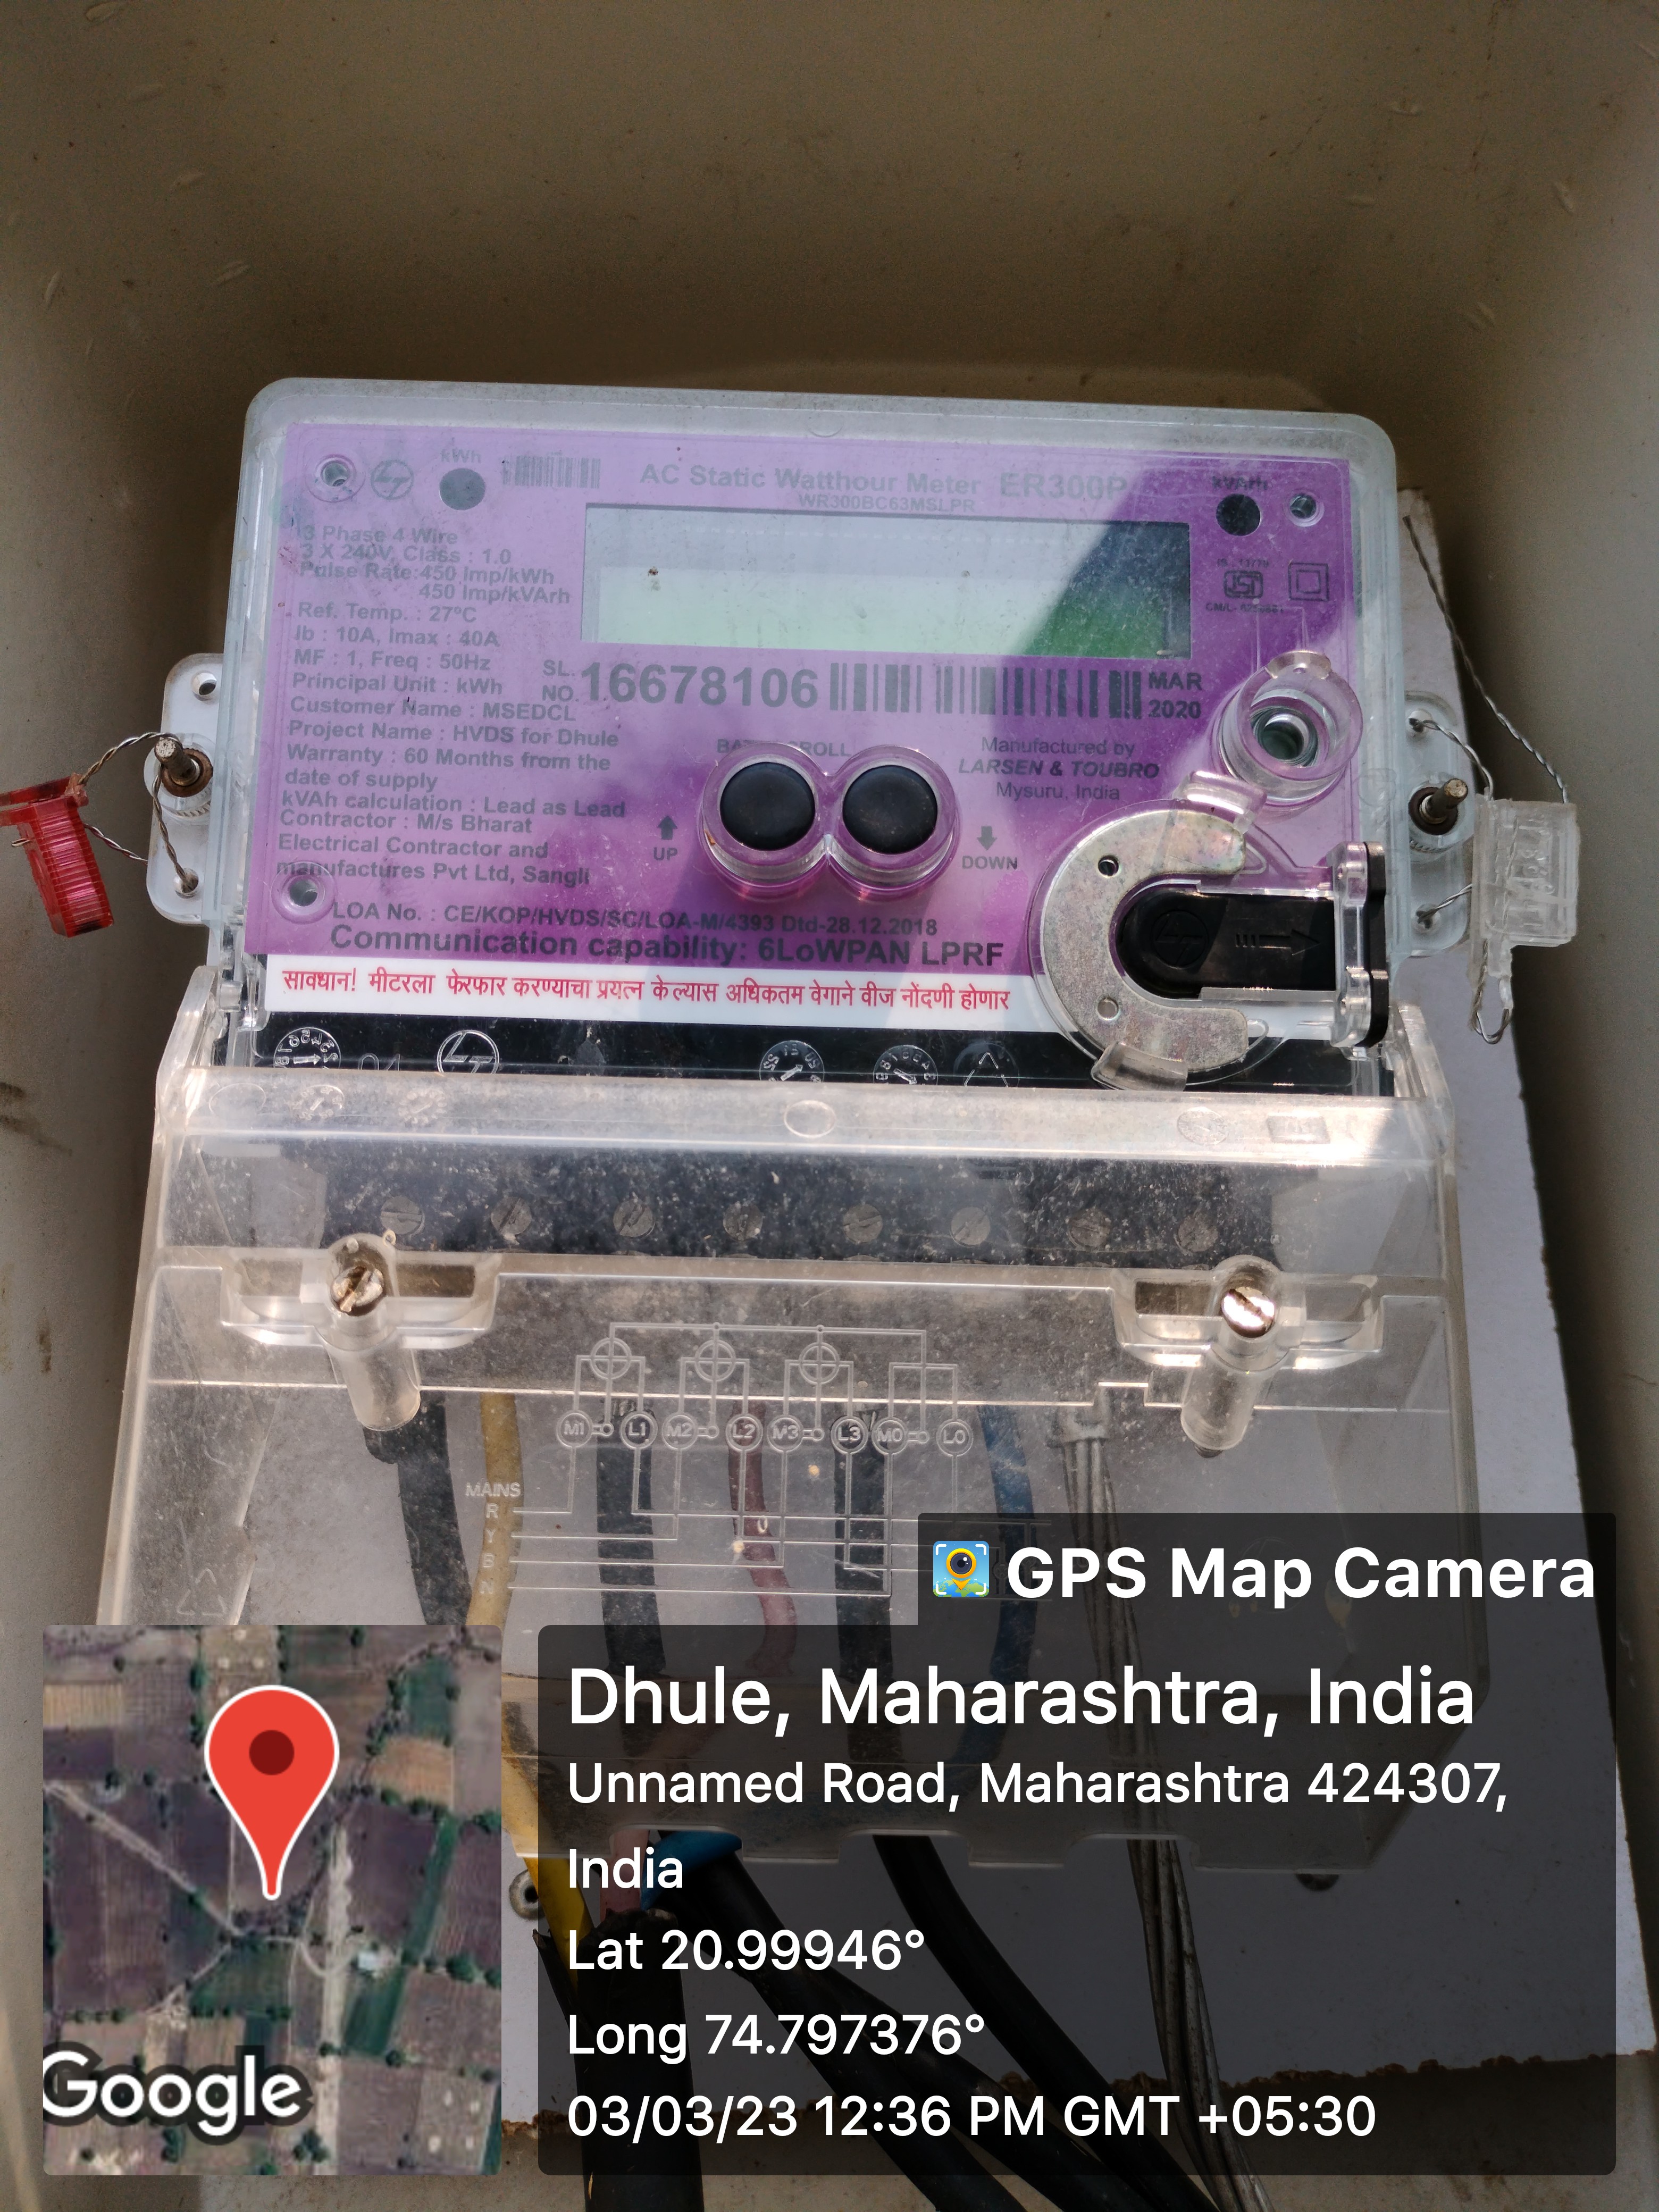 kWh
AC Static Watthour Meter ER300P
WR300BC63MSLPR
kVArh
3 Phase 4 Wire
3 X 240V, Class : 1.0
Pulse Rate:450 Imp/kWh
450 Imp/kVArh
Ref. Temp. : 27°C
Ib : 10A, Imax : 40A
MF : 1, Freq : 50Hz
Principal Unit : kWh
Customer Name : MSEDCL
Project Name : HVDS for Dhule
Warranty : 60 Months from the
date of supply
kVAh calculation : Lead as Lead
Contractor : M/s Bharat
Electrical Contractor and
manufactures Pvt Ltd, Sangli
SL.
NO. 16678106
MAR
2020
UP
DOWN
Manufactured by
LARSEN & TOUBRO
Mysuru, India
LOA No. : CE/KOP/HVDS/SC/LOA-M/4393 Dtd-28.12.2018
Communication capability: 6LoWPAN LPRF
सावधान! मीटरला फेरफार करण्याचा प्रयत्न केल्यास अधिकतम वेगाने वीज नोंदणी होणार
M1 L1 M2 L2 M3 L3 M0 L0
MAINS
R
Y
B
N
GPS Map Camera
Dhule, Maharashtra, India
Unnamed Road, Maharashtra 424307,
India
Lat 20.99946°
Long 74.797376°
03/03/23 12:36 PM GMT +05:30
Google